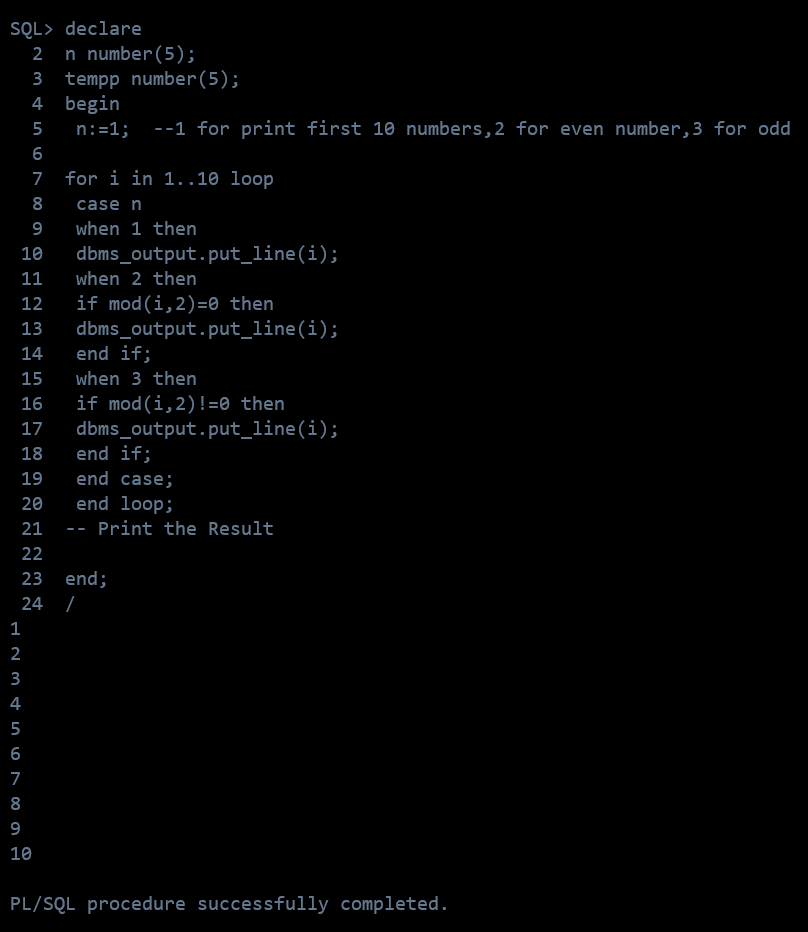 SQL> declare
  2  n number(5);
  3  tempp number(5);
  4  begin
  5   n:=1;  --1 for print first 10 numbers,2 for even number,3 for odd
  6
  7  for i in 1..10 loop
  8   case n
  9   when 1 then
 10   dbms_output.put_line(i);
 11   when 2 then
 12   if mod(i,2)=0 then
 13   dbms_output.put_line(i);
 14   end if;
 15   when 3 then
 16   if mod(i,2)!=0 then
 17   dbms_output.put_line(i);
 18   end if;
 19   end case;
 20   end loop;
 21  -- Print the Result
 22
 23  end;
 24  /
1
2
3
4
5
6
7
8
9
10

PL/SQL procedure successfully completed.